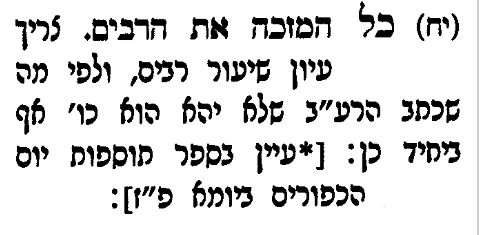 (יח) כל המזכה את הרבים. צריך
עיון שיעור רבים, ולפי מה
שכתב הרע״ב שלא יהא הוא כו׳ אף
ביחיד כן: [*עיין בספר תוספות יום
הכפורים ביומא פ״ז]: